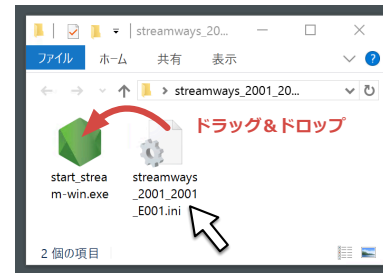 streamways_20...
ファイル ホーム 共有 表示
streamways_2001_20...
ドラッグ＆ドロップ
start_strea
m-win.exe
streamways
_2001_2001
_E001.ini
2 個の項目